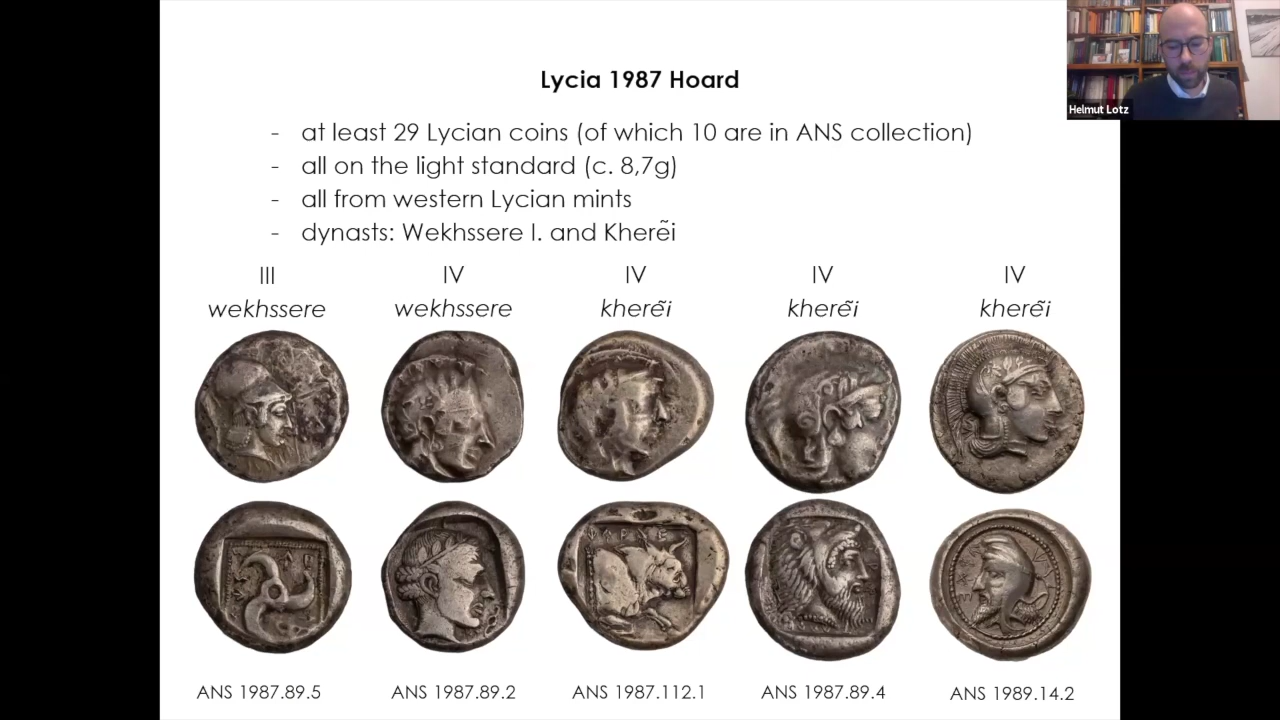 Lycia 1987 Hoard
- at least 29 Lycian coins (of which 10 are in ANS collection)
- all on the light standard (c. 8,7g)
- all from western Lycian mints
- dynasts: Wekhssere I. and Kherẽi
III IV IV IV IV
wekhssere wekhssere kherẽi kherẽi kherẽi
ANS 1987.89.5 ANS 1987.89.2 ANS 1987.112.1 ANS 1987.89.4 ANS 1989.14.2
Helmut Lotz